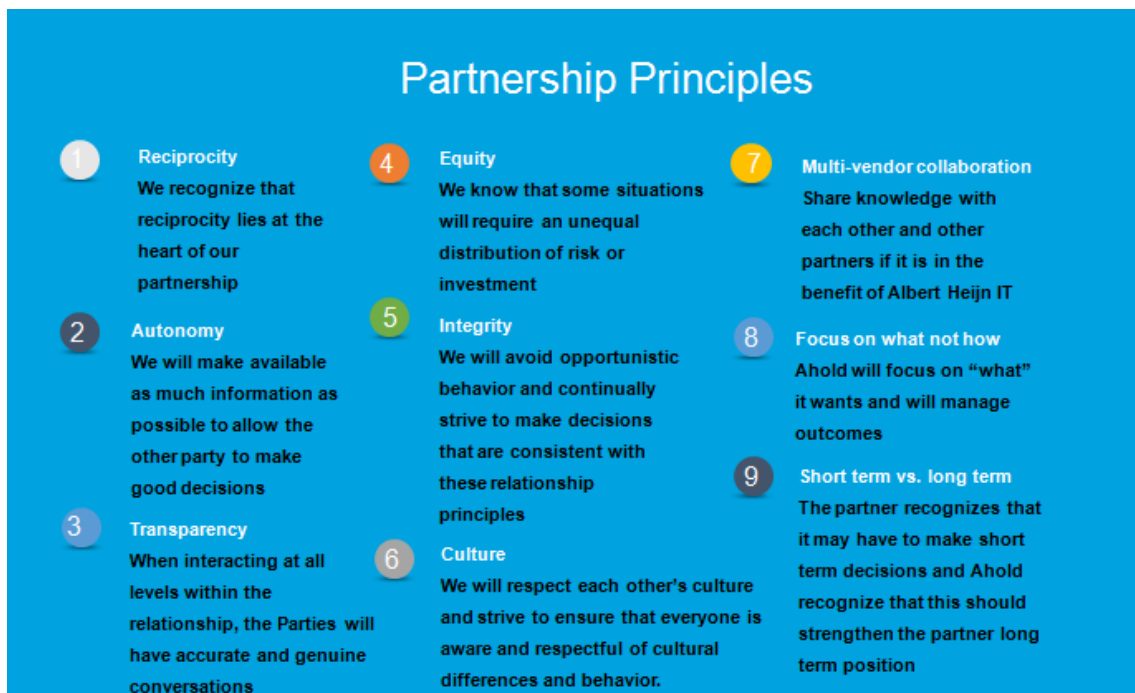 Partnership Principles
1
Reciprocity
We recognize that
reciprocity lies at the
heart of our
partnership
2
Autonomy
We will make available
as much information as
possible to allow the
other party to make
good decisions
3
Transparency
When interacting at all
levels within the
relationship, the Parties will
have accurate and genuine
conversations
4
Equity
We know that some situations
will require an unequal
distribution of risk or
investment
5
Integrity
We will avoid opportunistic
behavior and continually
strive to make decisions
that are consistent with
these relationship
principles
6
Culture
We will respect each other's culture
and strive to ensure that everyone is
aware and respectful of cultural
differences and behavior.
7
Multi-vendor collaboration
Share knowledge with
each other and other
partners if it is in the
benefit of Albert Heijn IT
8
Focus on what not how
Ahold will focus on “what”
it wants and will manage
outcomes
9
Short term vs. long term
The partner recognizes that
it may have to make short
term decisions and Ahold
recognize that this should
strengthen the partner long
term position